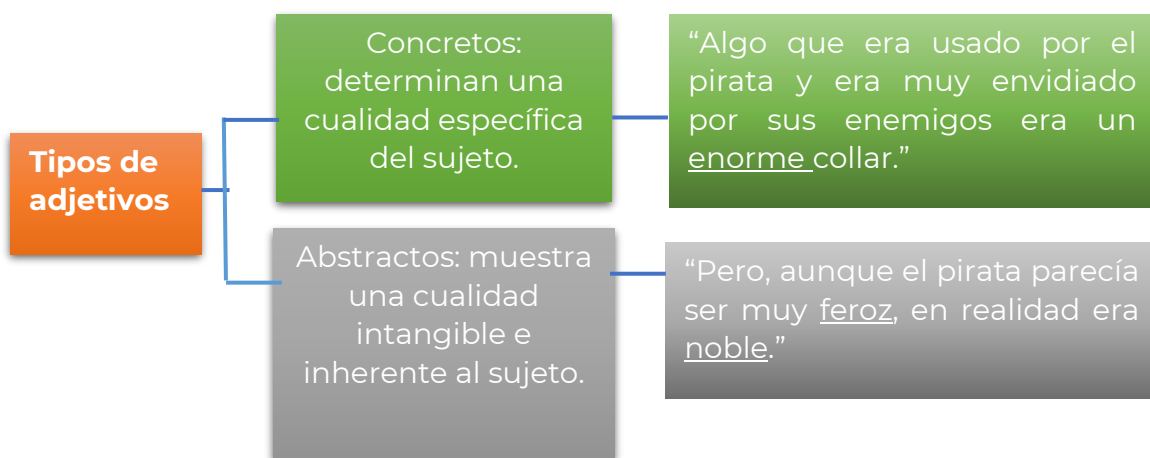 Tipos de
adjetivos
Concretos:
determinan una
cualidad específica
del sujeto.
“Algo que era usado por el
pirata y era muy envidiado
por sus enemigos era un
enorme collar.”
Abstractos: muestra
una cualidad
intangible e
inherente al sujeto.
“Pero, aunque el pirata parecía
ser muy feroz, en realidad era
noble.”